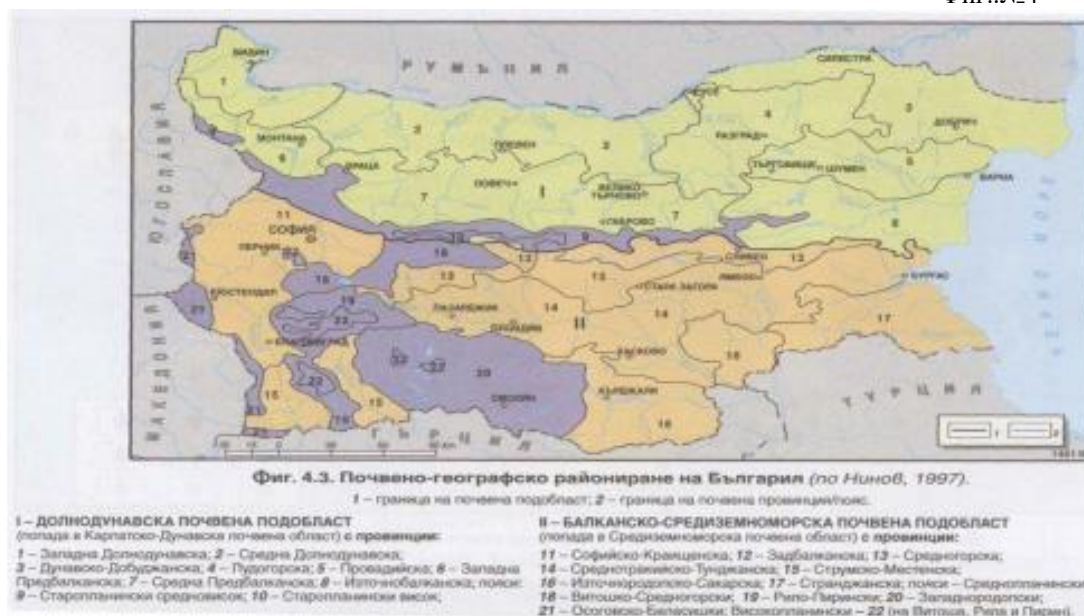 РУМЪНИЯ
ВИДИН
СИЛИСТРА
РУСЕ
МОНТАНА
ВРАЦА
ПЛЕВЕН
ЛОВЕЧ
ВЕЛИКО
ТЪРНОВО
ГАБРОВО
РАЗГРАД
ТЪРГОВИЩЕ
ШУМЕН
ДОБРИЧ
ВАРНА
ЮГОСЛАВИЯ
СОФИЯ
ПЕРНИК
КЮСТЕНДИЛ
БЛАГОЕВГРАД
ПАЗАРДЖИК
ПЛОВДИВ
СТАРА ЗАГОРА
СЛИВЕН
ЯМБОЛ
БУРГАС
ХАСКОВО
КЪРДЖАЛИ
СМОЛЯН
МАКЕДОНИЯ
ГЪРЦИЯ
ТУРЦИЯ
ЧЕРНО МОРЕ
Фиг. 4.3. Почвено-географско райониране на България (по Нинов, 1997).
1 – граница на почвена подобласт; 2 – граница на почвена провинция/пояс.
I – ДОЛНОДУНАВСКА ПОЧВЕНА ПОДОБЛАСТ
(попада в Карпатско-Дунавска почвена област) с провинции:
1 – Западна Долнодунавска; 2 – Средна Долнодунавска;
3 – Дунавско-Добруджанска; 4 – Лудогорска; 5 – Провадийска; 6 – Западна
Предбалканска; 7 – Средна Предбалканска; 8 – Източнобалканска, пояси:
9 – Старопланински средновисок; 10 – Старопланински висок;
II – БАЛКАНСКО-СРЕДИЗЕМНОМОРСКА ПОЧВЕНА ПОДОБЛАСТ
(попада в Средиземноморска почвена област) с провинции:
11 – Софийско-Краищенска; 12 – Задбалканска; 13 – Средногорска;
14 – Среднотракийско-Тунджанска; 15 – Струмско-Местенска;
16 – Източнородопско-Сакарска; 17 – Странджанска; пояси – Среднопланински
18 – Витошко-Средногорски; 19 – Рило-Пирински; 20 – Западнородопски;
21 – Осоговско-Беласишки; Високопланински – 22 (на Витоша, Рила и Пирин).